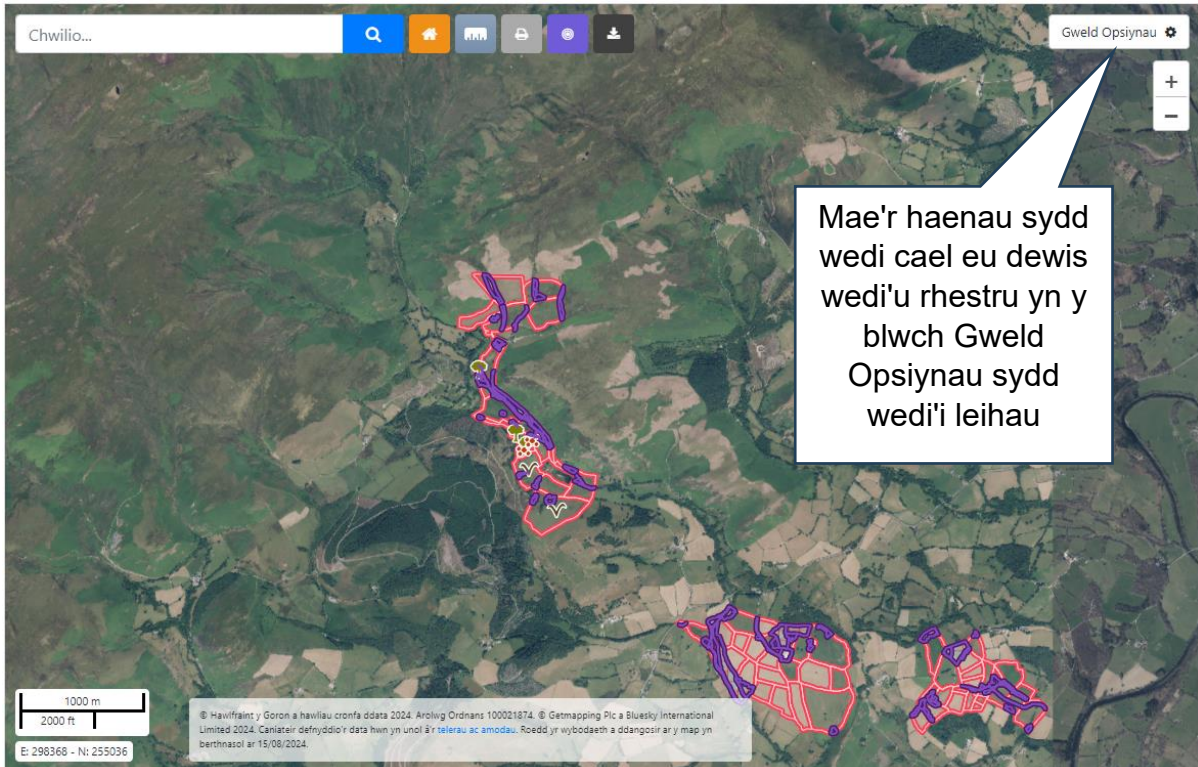 Chwilio...
Gweld Opsiynau
+
−
Mae'r haenau sydd
wedi cael eu dewis
wedi'u rhestru yn y
blwch Gweld
Opsiynau sydd
wedi'i leihau
1000 m
2000 ft
E: 298368 - N: 255036
© Hawlfraint y Goron a hawliau cronfa ddata 2024. Arolwg Ordnans 100021874. © Getmapping Plc a Bluesky International
Limited 2024. Caniateir defnyddio'r data hwn yn unol â'r telerau ac amodau. Roedd yr wybodaeth a ddangosir ar y map yn
berthnasol ar 15/08/2024.